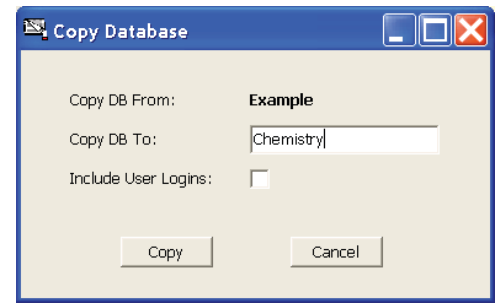 Copy Database
Copy DB From: Example
Copy DB To: Chemistry
Include User Logins:
Copy Cancel